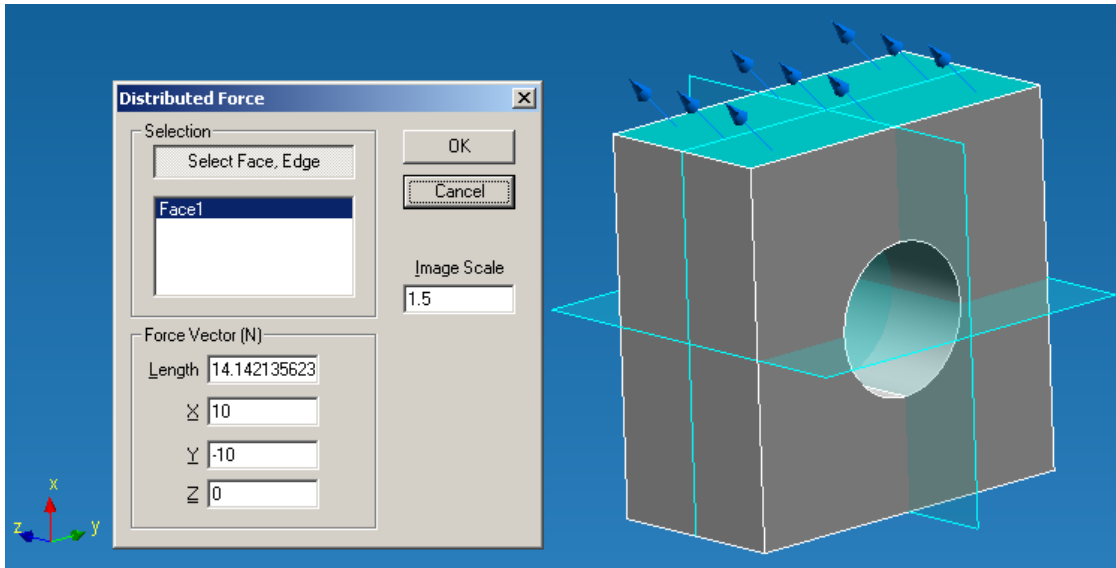 Distributed Force
Selection
Select Face, Edge
Face1
OK
Cancel
Image Scale
1.5
Force Vector (N)
Length 14.142135623
X 10
Y -10
Z 0
x
z y